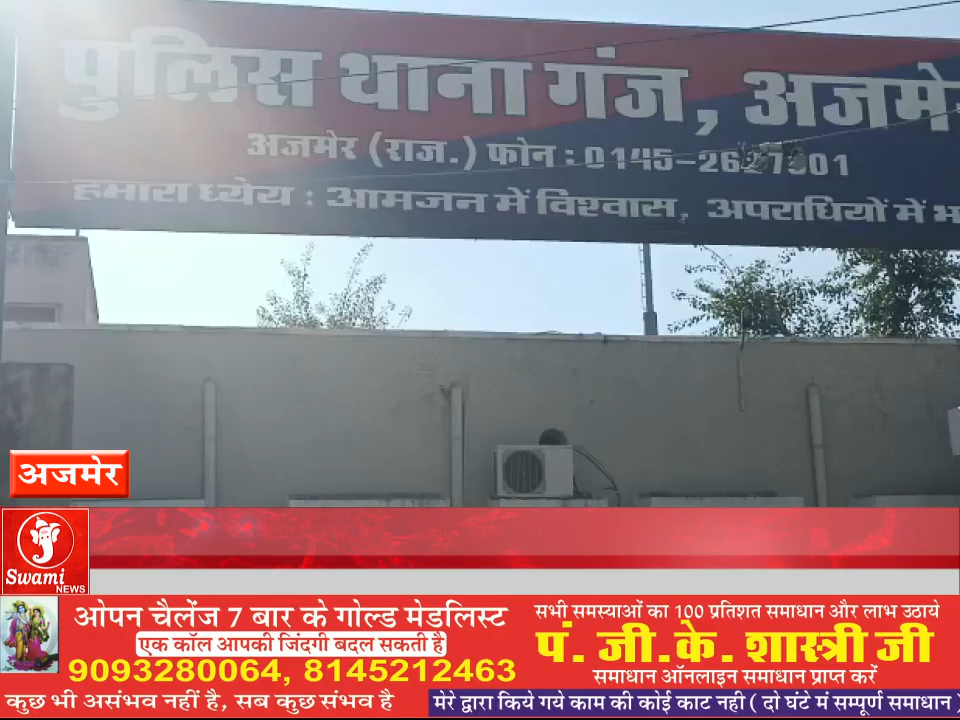 पुलिस थाना गंज, अजमेर
अजमेर (राज.) फोन : 0145-2627301
हमारा ध्येय : आमजन में विश्वास, अपराधियों में
अजमेर
Swami
NEWS
ओपन चैलेंज 7 बार के गोल्ड मेडलिस्ट
एक कॉल आपकी जिंदगी बदल सकती है
9093280064, 8145212463
सभी समस्याओं का 100 प्रतिशत समाधान और लाभ उठाये
पं. जी.के. शास्त्री जी
समाधान ऑनलाइन समाधान प्राप्त करें
कुछ भी असंभव नहीं है, सब कुछ संभव है
मेरे द्वारा किये गये काम की कोई काट नही ( दो घंटे मं सम्पूर्ण समाधान )